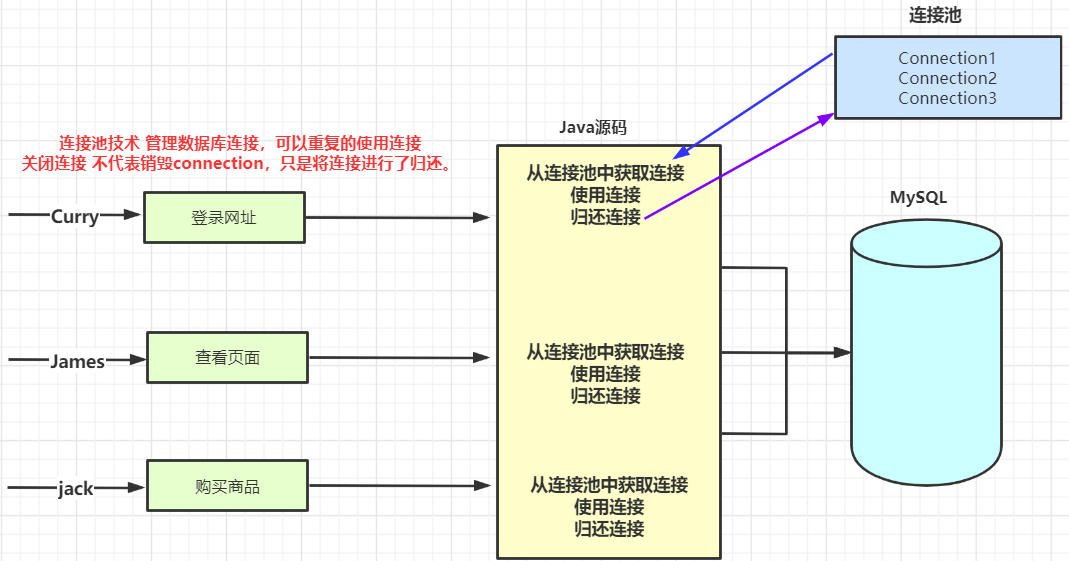 连接池
Connection1
Connection2
Connection3
Java源码
连接池技术 管理数据库连接，可以重复的使用连接
关闭连接 不代表销毁connection，只是将连接进行了归还。
从连接池中获取连接
使用连接
归还连接
MySQL
Curry
登录网址
James
查看页面
从连接池中获取连接
使用连接
归还连接
jack
购买商品
从连接池中获取连接
使用连接
归还连接